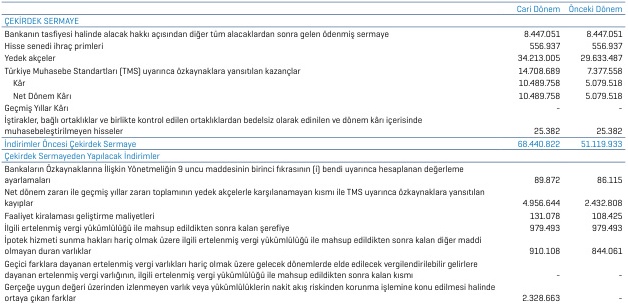 Cari Dönem Önceki Dönem
ÇEKİRDEK SERMAYE
Bankanın tasfiyesi halinde alacak hakkı açısından diğer tüm alacaklardan sonra gelen ödenmiş sermaye 8.447.051 8.447.051
Hisse senedi ihraç primleri 556.937 556.937
Yedek akçeler 34.213.005 29.633.487
Türkiye Muhasebe Standartları (TMS) uyarınca özkaynaklara yansıtılan kazançlar 14.708.689 7.377.558
Kâr 10.489.758 5.079.518
Net Dönem Kârı 10.489.758 5.079.518
Geçmiş Yıllar Kârı - -
İştirakler, bağlı ortaklıklar ve birlikte kontrol edilen ortaklıklardan bedelsiz olarak edinilen ve dönem kârı içerisinde
muhasebeleştirilmeyen hisseler 25.382 25.382
İndirimler Öncesi Çekirdek Sermaye 68.440.822 51.119.933
Çekirdek Sermayeden Yapılacak İndirimler
Bankaların Özkaynaklarına İlişkin Yönetmeliğin 9 uncu maddesinin birinci fıkrasının (i) bendi uyarınca hesaplanan değerleme
ayarlamaları 89.872 86.115
Net dönem zararı ile geçmiş yıllar zararı toplamının yedek akçelerle karşılanamayan kısmı ile TMS uyarınca özkaynaklara yansıtılan
kayıplar 4.956.644 2.432.808
Faaliyet kiralaması geliştirme maliyetleri 131.078 108.425
İlgili ertelenmiş vergi yükümlülüğü ile mahsup edildikten sonra kalan şerefiye 979.493 979.493
İpotek hizmeti sunma hakları hariç olmak üzere ilgili ertelenmiş vergi yükümlülüğü ile mahsup edildikten sonra kalan diğer maddi
olmayan duran varlıklar 910.108 844.061
Geçici farklara dayanan ertelenmiş vergi varlıkları hariç olmak üzere gelecek dönemlerde elde edilecek vergilendirilebilir gelirlere
dayanan ertelenmiş vergi varlığının, ilgili ertelenmiş vergi yükümlülüğü ile mahsup edildikten sonra kalan kısmı - -
Gerçeğe uygun değeri üzerinden izlenmeyen varlık veya yükümlülüklerin nakit akış riskinden korunma işlemine konu edilmesi halinde
ortaya çıkan farklar 2.328.663 -